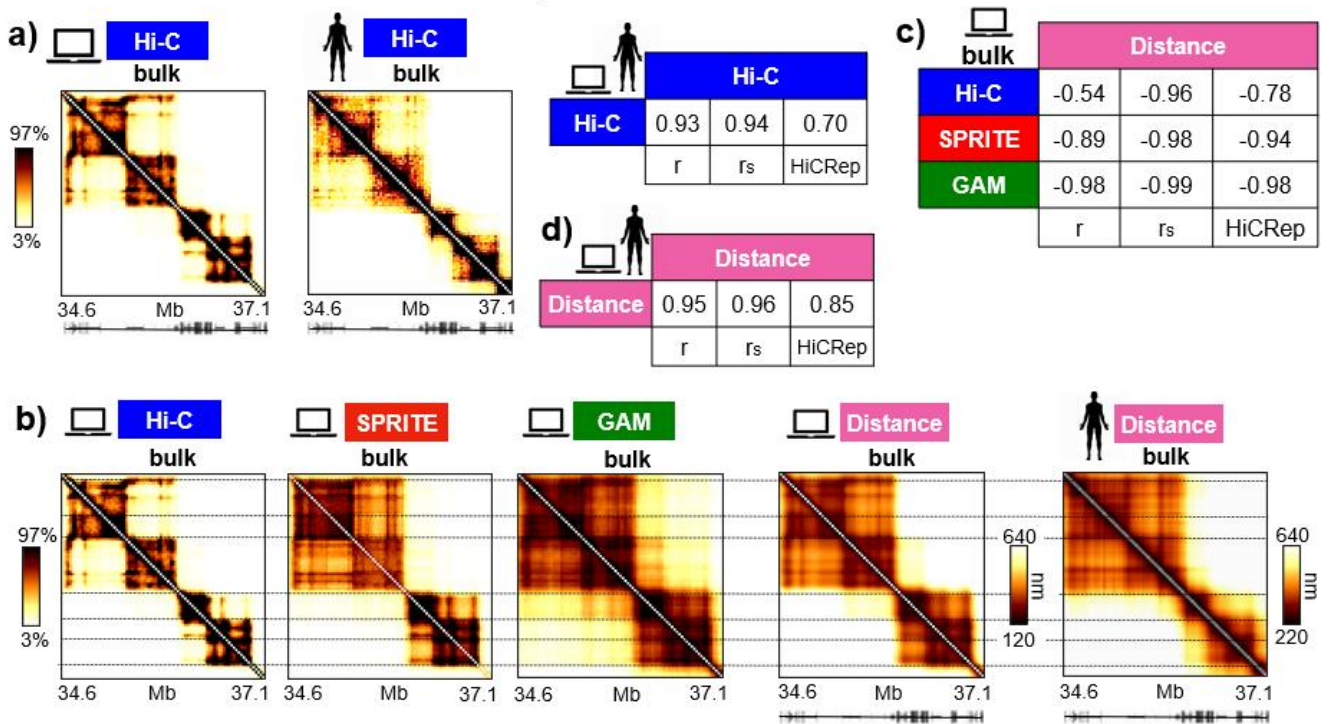 a)
Hi-C
bulk
Hi-C
bulk
97%
3%
34.6 Mb 37.1
34.6 Mb 37.1
Hi-C
Hi-C 0.93 0.94 0.70
r rs HiCRep
c)
bulk
Distance
Hi-C -0.54 -0.96 -0.78
SPRITE -0.89 -0.98 -0.94
GAM -0.98 -0.99 -0.98
r rs HiCRep
d)
Distance
Distance 0.95 0.96 0.85
r rs HiCRep
b)
Hi-C
bulk
SPRITE
bulk
GAM
bulk
Distance
bulk
Distance
bulk
97%
3%
640
nm
120
640
nm
220
34.6 Mb 37.1
34.6 Mb 37.1
34.6 Mb 37.1
34.6 Mb 37.1
34.6 Mb 37.1